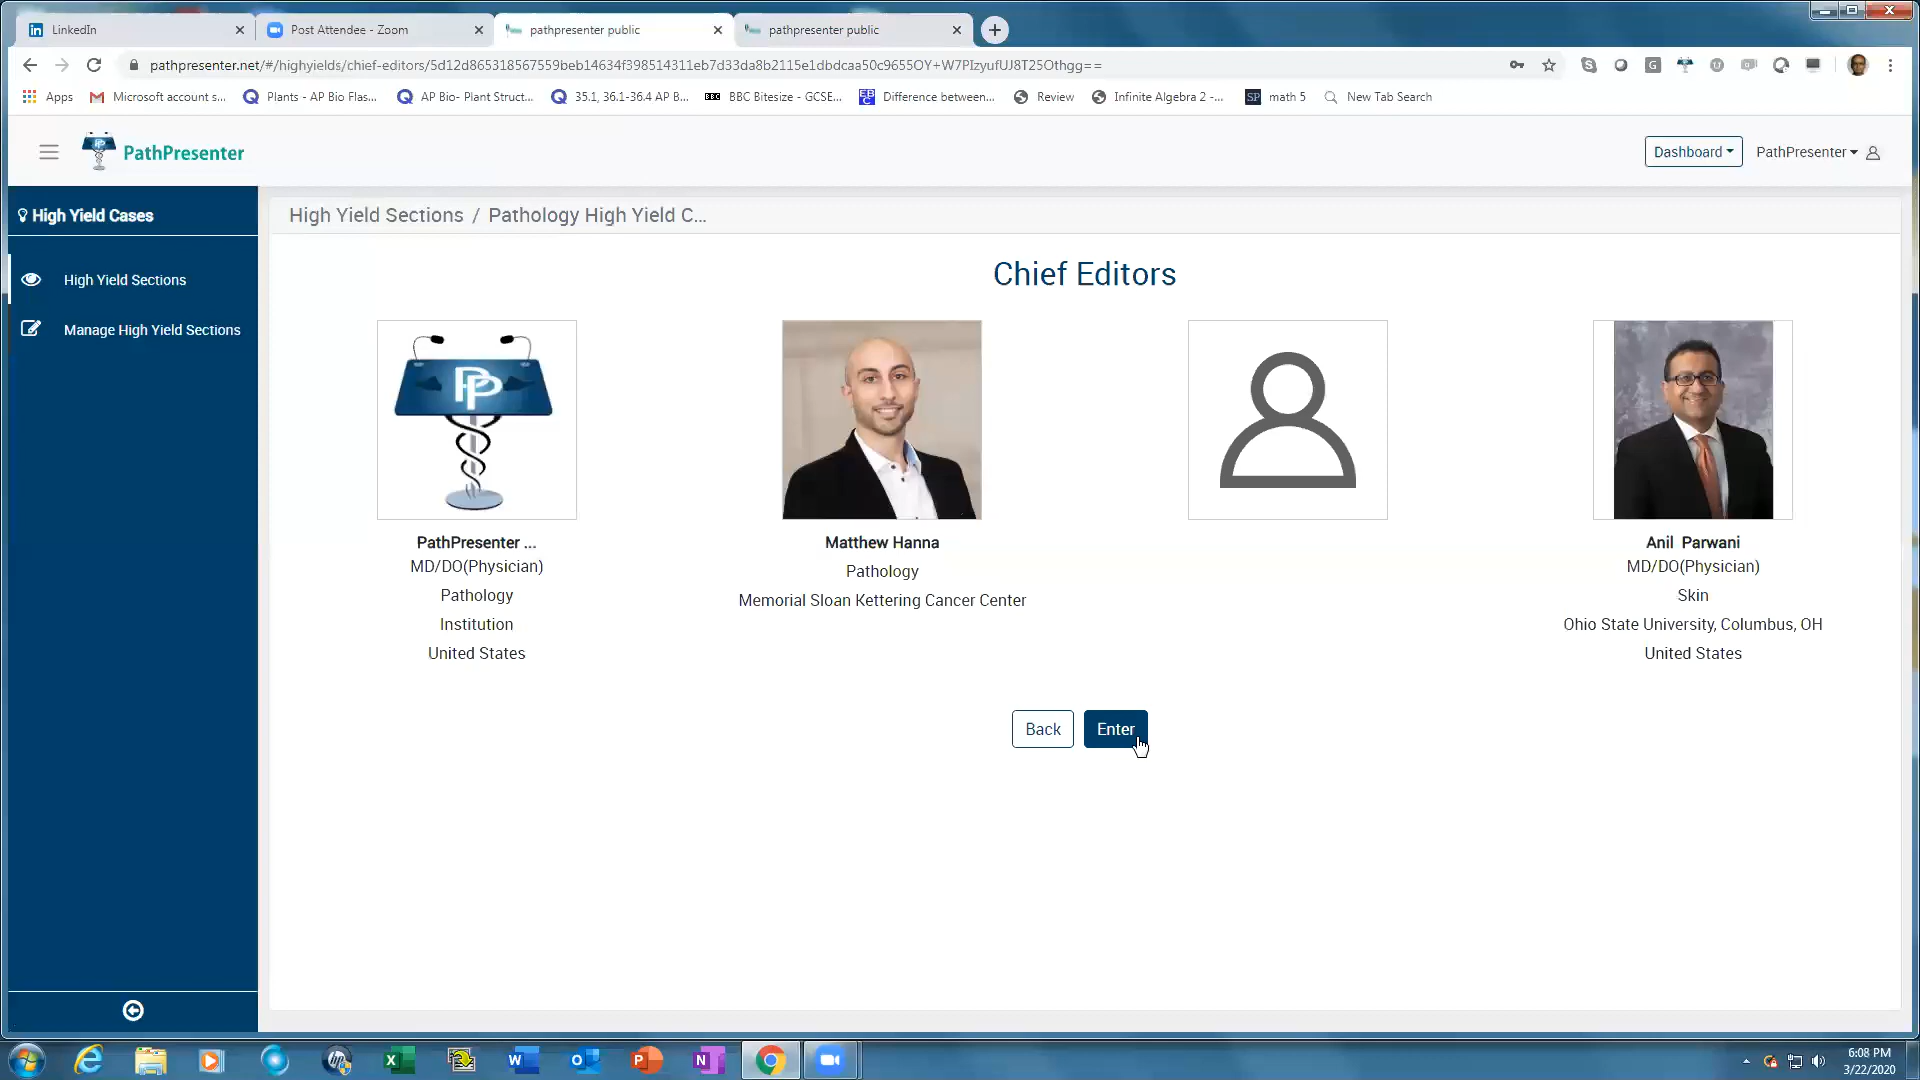 LinkedIn
Post Attendee - Zoom
pathpresenter public
pathpresenter public
pathpresenter.net/#/highyields/chief-editors/5d12d865318567559beb14634f398514311eb7d33da8b2115e1dbdcaa50c9655OY+W7PIzyufUJ8T25Othgg==
Apps
Microsoft account s...
Plants - AP Bio Flas...
AP Bio- Plant Struct...
35.1, 36.1-36.4 AP B...
BBC Bitesize - GCSE...
Difference between...
Review
Infinite Algebra 2 -...
math 5
New Tab Search
PathPresenter
Dashboard
PathPresenter
High Yield Cases
High Yield Sections
Manage High Yield Sections
High Yield Sections / Pathology High Yield C...
Chief Editors
PathPresenter ...
MD/DO(Physician)
Pathology
Institution
United States
Matthew Hanna
Pathology
Memorial Sloan Kettering Cancer Center
Anil Parwani
MD/DO(Physician)
Skin
Ohio State University, Columbus, OH
United States
Back
Enter
6:08 PM
3/22/2020